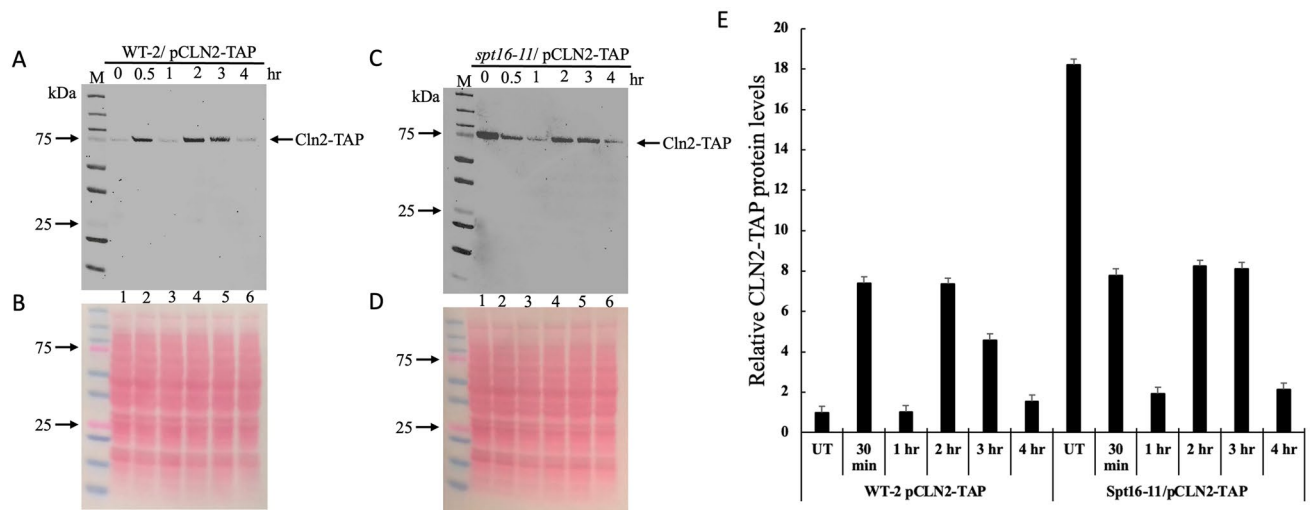 A
WT-2/ pCLN2-TAP
M 0 0.5 1 2 3 4 hr
kDa
75
Cln2-TAP
25
B
1 2 3 4 5 6
75
25
C
spt16-11/ pCLN2-TAP
M 0 0.5 1 2 3 4 hr
kDa
75
Cln2-TAP
25
D
1 2 3 4 5 6
75
25
E
Relative CLN2-TAP protein levels
20
18
16
14
12
10
8
6
4
2
0
UT 30 min 1 hr 2 hr 3 hr 4 hr UT 30 min 1 hr 2 hr 3 hr 4 hr
WT-2 pCLN2-TAP Spt16-11/pCLN2-TAP